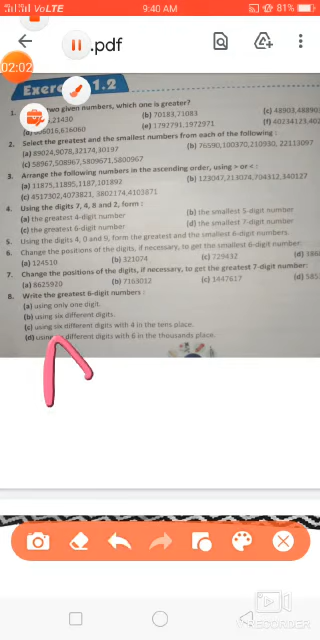 VoLTE 9:40 AM 81%
.pdf
02:02
Exerc 1.2
1. two given numbers, which one is greater?
,21430 (b) 70183,71083 (c) 48903,48890
(d) 606016,616060 (e) 1792791,1972971 (f) 60234123,402
2. Select the greatest and the smallest numbers from each of the following :
(a) 89024,9078,32174,30197 (b) 76590,100370,210930, 22113097
(c) 58967,508967,5809671,5800967
3. Arrange the following numbers in the ascending order, using > or < :
(a) 11875,11895,1187,101892 (b) 123047,213074,704312,340127
(c) 4517302,4073821, 3802174,4103871
4. Using the digits 7, 4, 8 and 2, form :
(a) the greatest 4-digit number (b) the smallest 5-digit number
(c) the greatest 6-digit number (d) the smallest 7-digit number
5. Using the digits 4, 0 and 9, form the greatest and the smallest 6-digit numbers.
6. Change the positions of the digits, if necessary, to get the smallest 6-digit number:
(a) 124510 (b) 321074 (c) 729432 (d) 386
7. Change the positions of the digits, if necessary, to get the greatest 7-digit number:
(a) 8625920 (b) 7163012 (c) 3447617 (d) 585
8. Write the greatest 6-digit numbers :
(a) using only one digit.
(b) using six different digits.
(c) using six different digits with 4 in the tens place.
(d) using different digits with 6 in the thousands place.
RECORDER